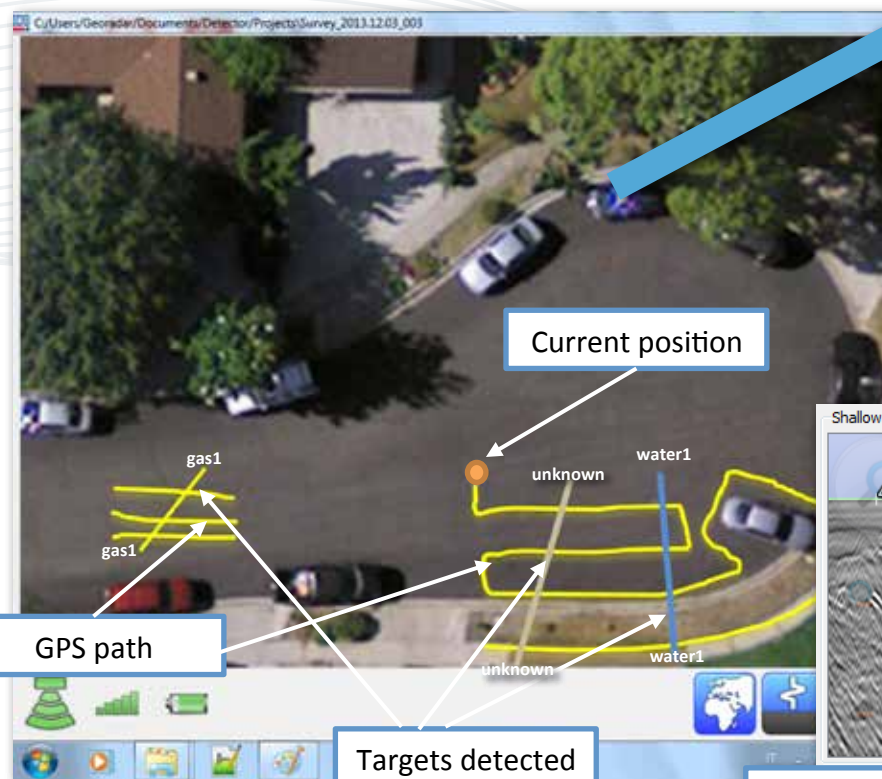 C:/Users/Georadar/Documents/Detector/Projects\Survey_2013.12.03_003
Current position
Shallow
gas1
unknown
water1
gas1
GPS path
unknown
water1
Targets detected